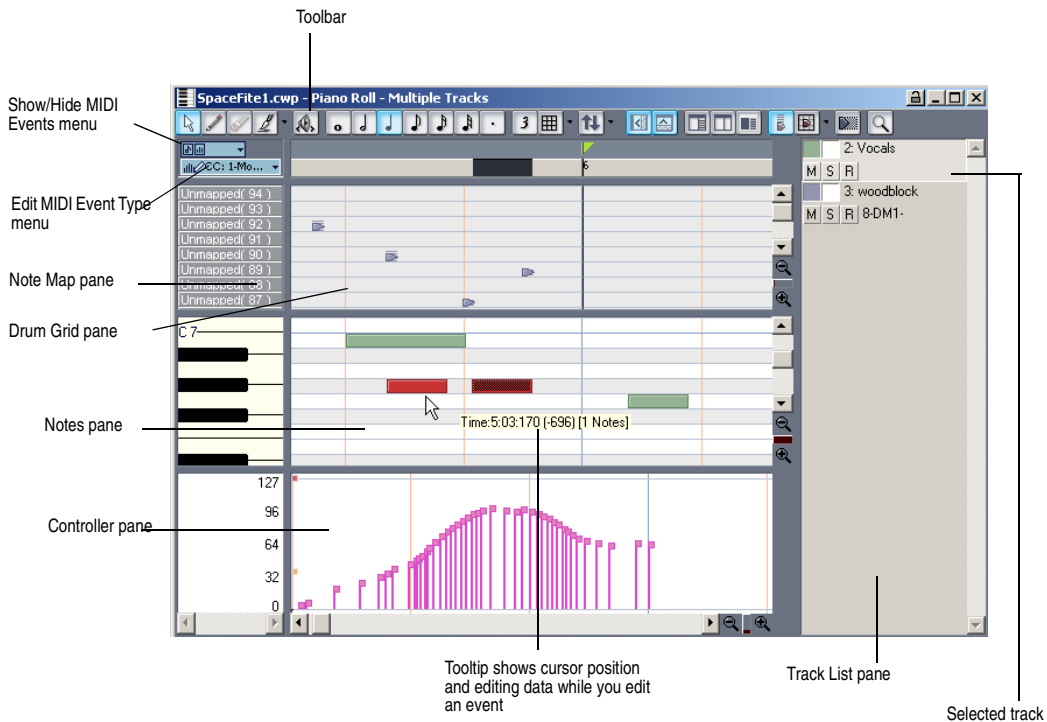 Toolbar
SpaceFite1.cwp - Piano Roll - Multiple Tracks
Show/Hide MIDI
Events menu
3
CC: 1-Mo...
6
2: Vocals
M S R
3: woodblock
M S R 8-DM1-
Edit MIDI Event Type
menu
Unmapped( 94 )
Unmapped( 93 )
Unmapped( 92 )
Unmapped( 91 )
Unmapped( 90 )
Unmapped( 89 )
Unmapped( 88 )
Unmapped( 87 )
Note Map pane
Drum Grid pane
C 7
Notes pane
Time:5:03:170 (-696) [1 Notes]
Controller pane
127
96
64
32
0
Tooltip shows cursor position
and editing data while you edit
an event
Track List pane
Selected track